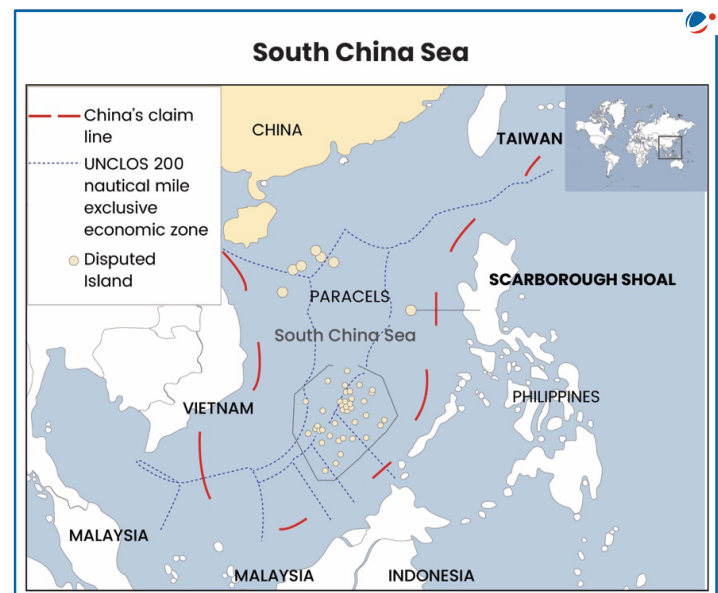 South China Sea
China's claim
line
UNCLOS 200
nautical mile
exclusive
economic zone
Disputed
Island
CHINA
TAIWAN
SCARBOROUGH SHOAL
PARACELS
South China Sea
PHILIPPINES
VIETNAM
MALAYSIA
MALAYSIA
INDONESIA